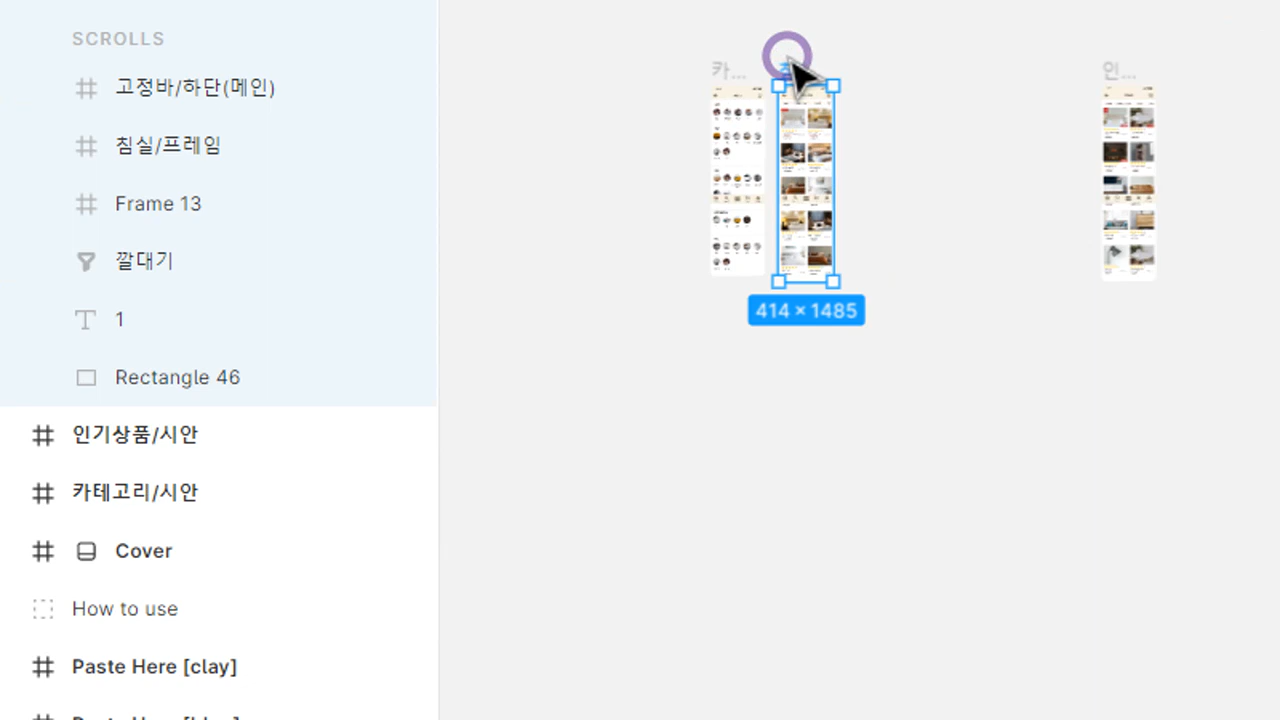 SCROLLS
고정바/하단(메인)
침실/프레임
Frame 13
깔대기
1
Rectangle 46
인기상품/시안
카테고리/시안
Cover
How to use
Paste Here [clay]
카...
인...
414 × 1485